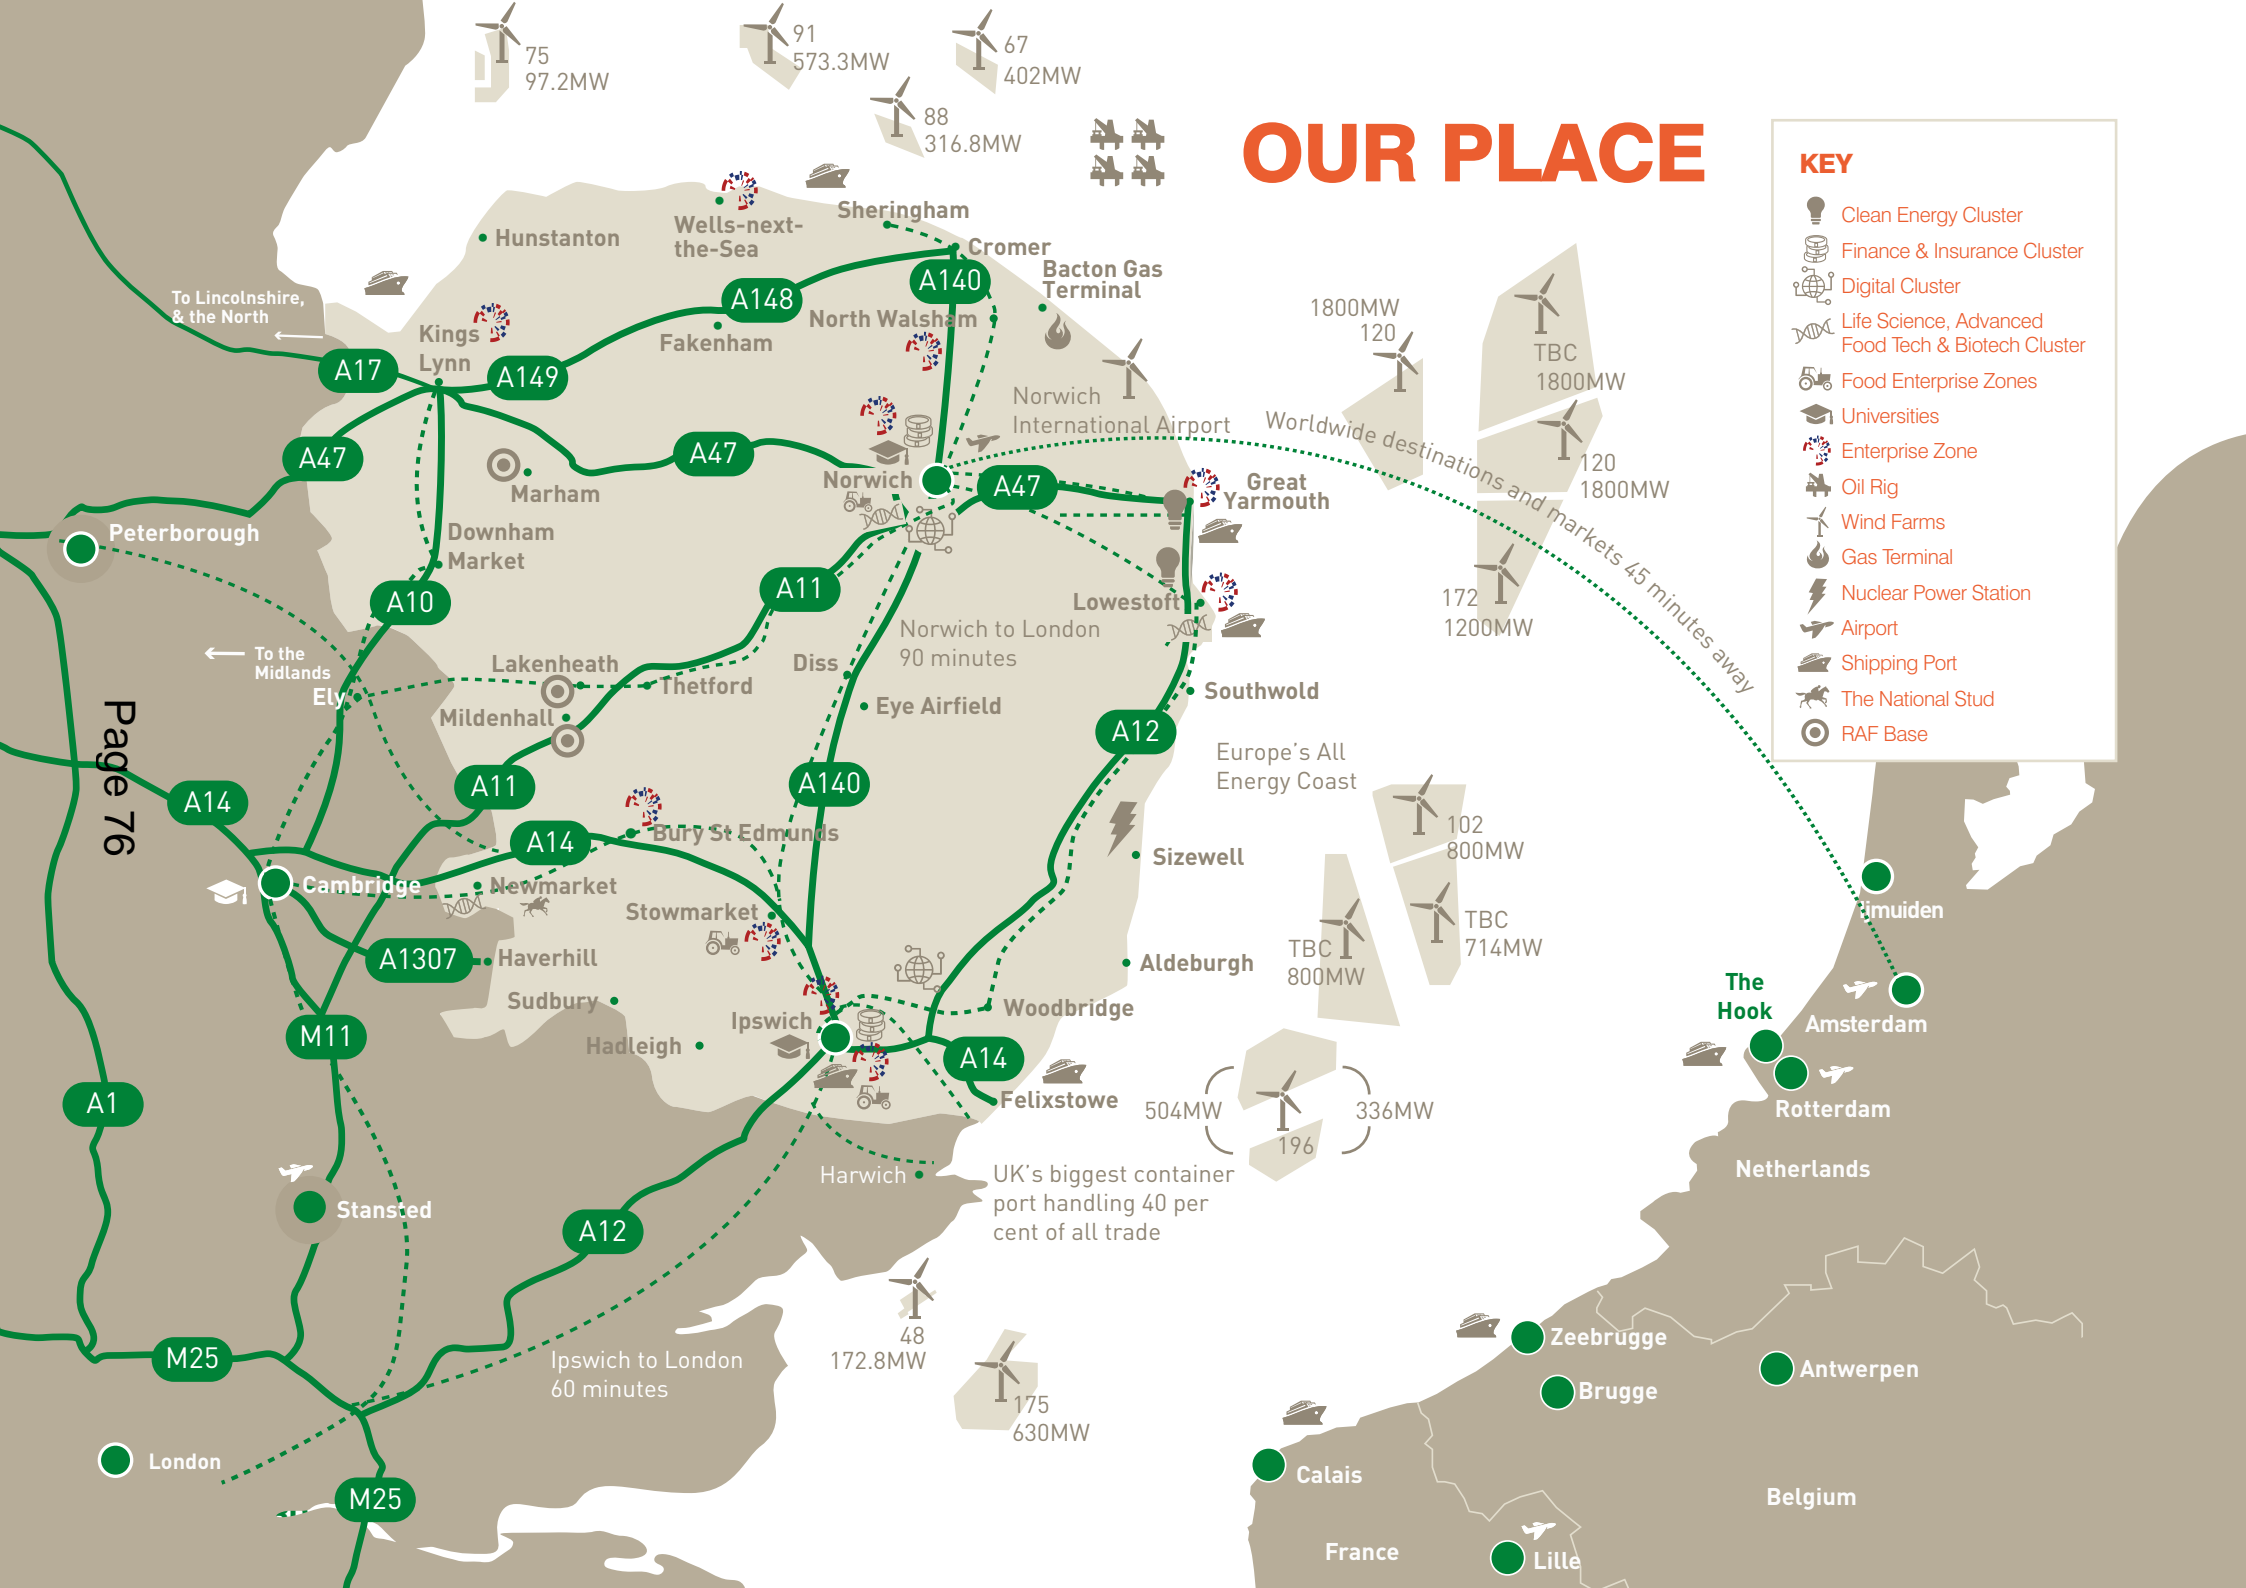 OUR PLACE
75
97.2MW
91
573.3MW
67
402MW
88
316.8MW
KEY
Clean Energy Cluster
Finance & Insurance Cluster
Digital Cluster
Life Science, Advanced
Food Tech & Biotech Cluster
Food Enterprise Zones
Universities
Enterprise Zone
Oil Rig
Wind Farms
Gas Terminal
Nuclear Power Station
Airport
Shipping Port
The National Stud
RAF Base
Sheringham
Wells-next-
the-Sea
Hunstanton
Cromer
Bacton Gas
Terminal
A140
A148
North Walsham
Fakenham
To Lincolnshire,
& the North
Kings
Lynn
A17
A149
1800MW
120
TBC
1800MW
Norwich
International Airport
Worldwide destinations and markets 45 minutes away
A47
A47
120
1800MW
Marham
Norwich
A47
Great
Yarmouth
Peterborough
Downham
Market
A10
A11
Lowestoft
172
1200MW
Norwich to London
90 minutes
To the
Midlands
Ely
Lakenheath
Thetford
Diss
Mildenhall
Eye Airfield
Southwold
A12
Page 76
Europe's All
Energy Coast
A14
A11
A140
A14
Bury St Edmunds
Sizewell
102
800MW
Cambridge
Newmarket
Stowmarket
TBC
714MW
TBC
800MW
A1307
Haverhill
Aldeburgh
imuiden
Sudbury
Woodbridge
The
Hook
Amsterdam
M11
Ipswich
Hadleigh
A14
Felixstowe
A1
504MW
336MW
196
Rotterdam
Netherlands
Harwich
UK's biggest container
port handling 40 per
cent of all trade
Stansted
A12
48
172.8MW
M25
Ipswich to London
60 minutes
175
630MW
Zeebrugge
Antwerpen
Brugge
London
M25
Calais
Belgium
France
Lille